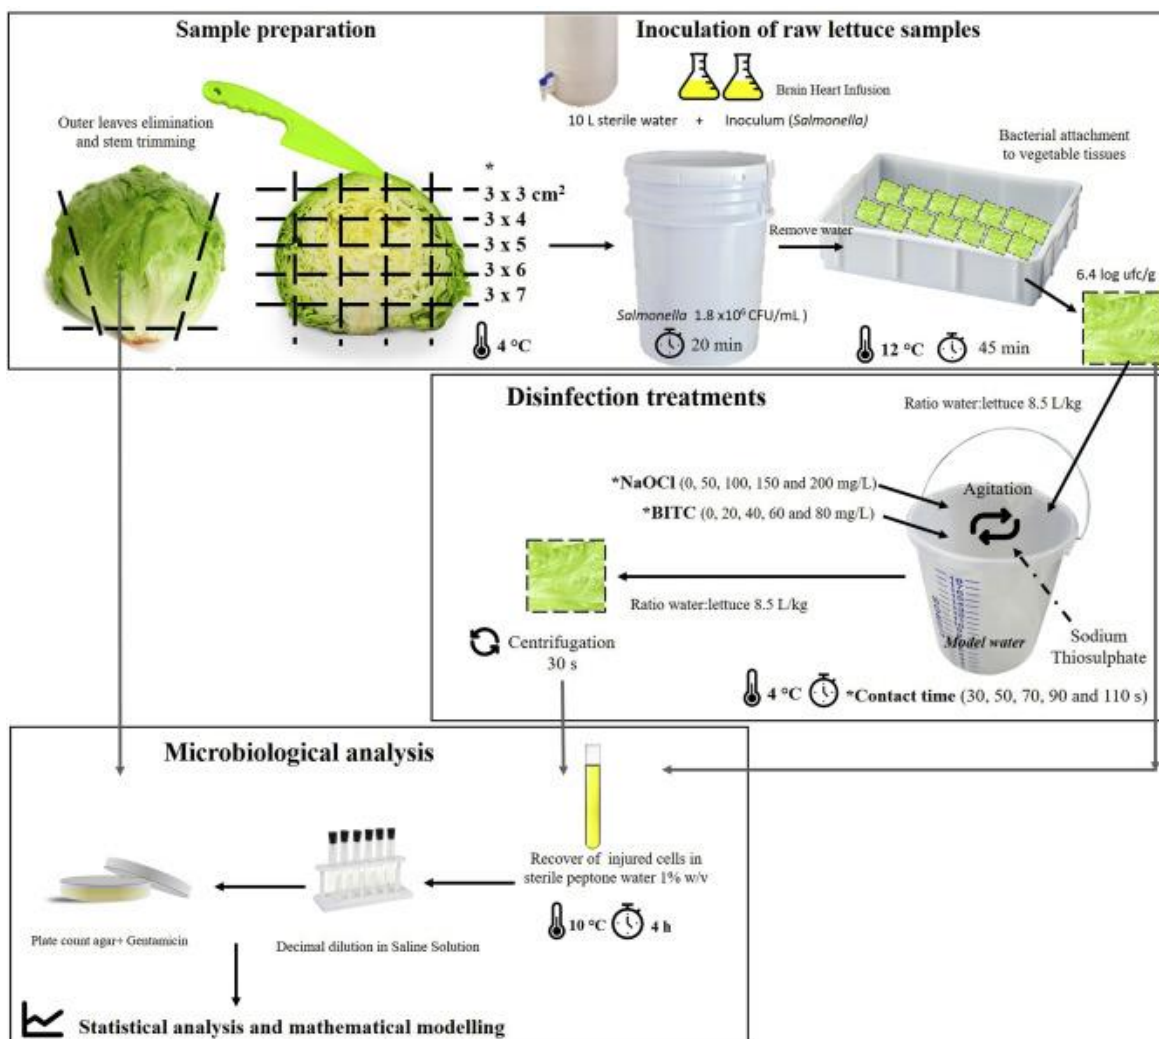 Sample preparation
Outer leaves elimination
and stem trimming
*
3 x 3 cm²
3 x 4
3 x 5
3 x 6
3 x 7
4 °C
Inoculation of raw lettuce samples
Brain Heart Infusion
10 L sterile water + Inoculum (Salmonella)
Remove water
Salmonella 1.8 x10⁶ CFU/mL )
20 min
Bacterial attachment
to vegetable tissues
6.4 log ufc/g
12 °C
45 min
Disinfection treatments
Ratio water:lettuce 8.5 L/kg
*NaOCl (0, 50, 100, 150 and 200 mg/L)
*BITC (0, 20, 40, 60 and 80 mg/L)
Agitation
Model water
Sodium
Thiosulphate
Ratio water:lettuce 8.5 L/kg
Centrifugation
30 s
4 °C
*Contact time (30, 50, 70, 90 and 110 s)
Microbiological analysis
Recover of injured cells in
sterile peptone water 1% w/v
10 °C
4 h
Decimal dilution in Saline Solution
Plate count agar+ Gentamicin
Statistical analysis and mathematical modelling